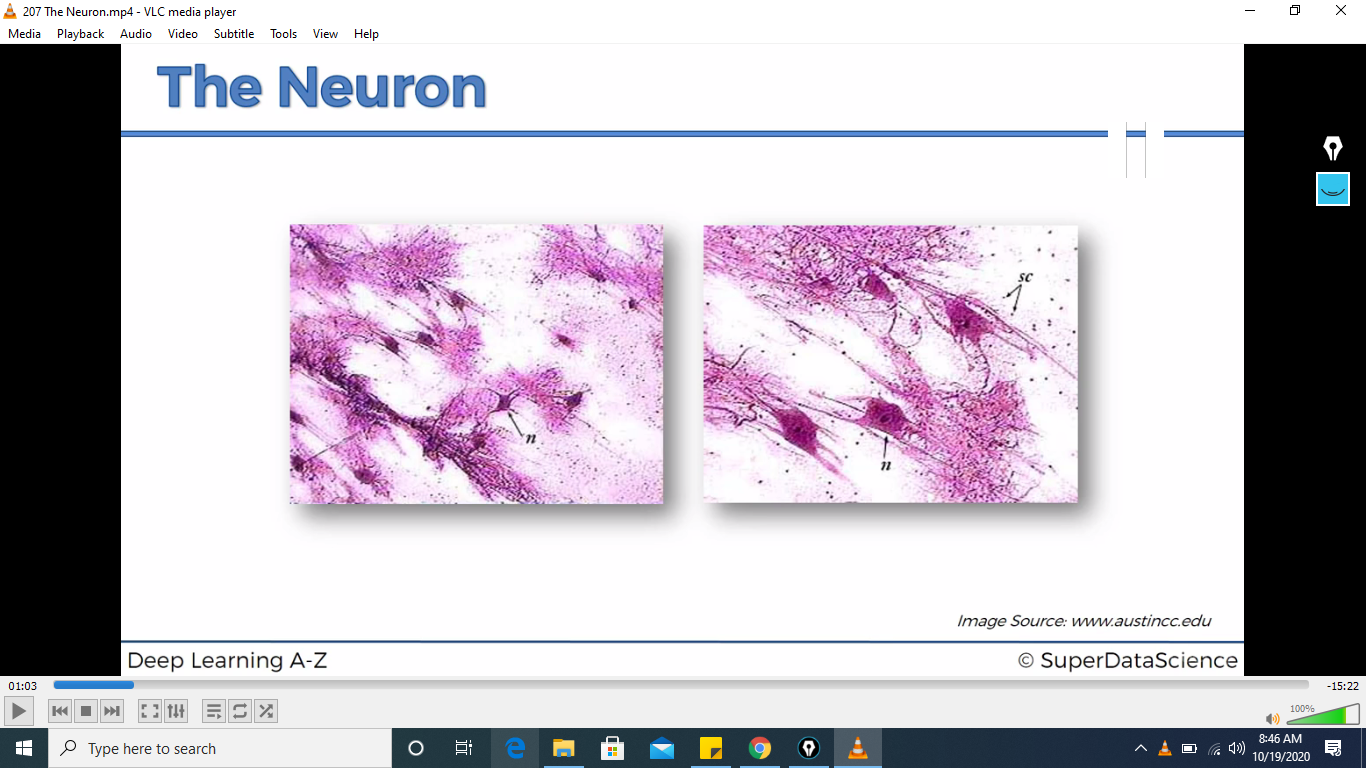 207 The Neuron.mp4 - VLC media player
Media Playback Audio Video Subtitle Tools View Help
The Neuron
sc
n
n
Image Source: www.austincc.edu
Deep Learning A-Z
© SuperDataScience
01:03
-15:22
100%
Type here to search
8:46 AM
10/19/2020